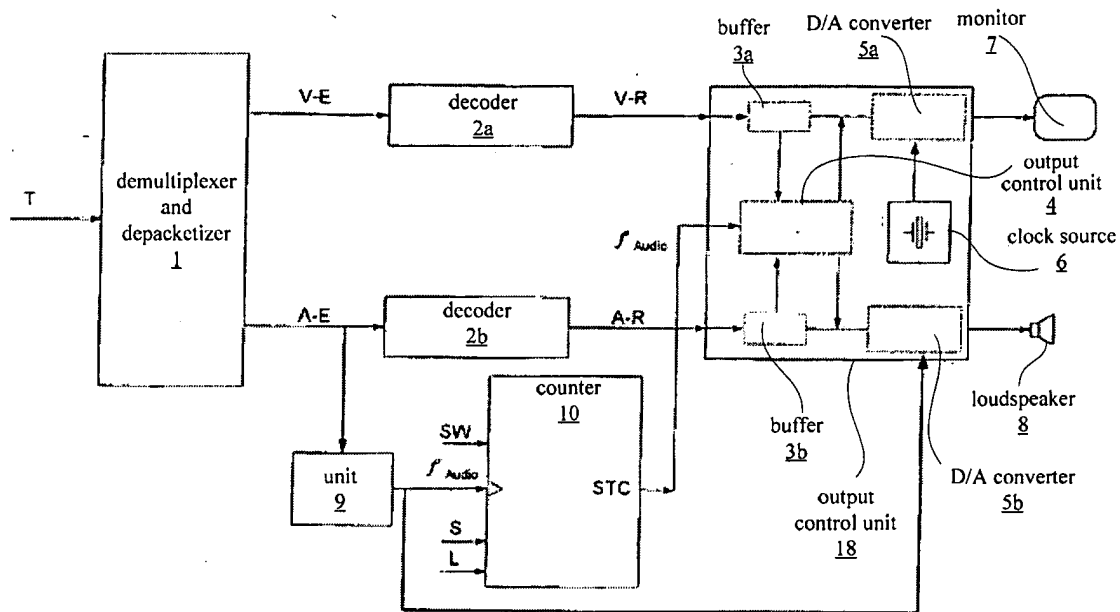 buffer
3a
D/A converter
5a
monitor
7
V-E
decoder
2a
V-R
T
demultiplexer
and
depacketizer
1
output
control unit
4
f Audio
clock source
6
A-E
decoder
2b
A-R
counter
10
SW
f Audio
STC
S
L
unit
9
buffer
3b
loudspeaker
8
output
control unit
18
D/A converter
5b